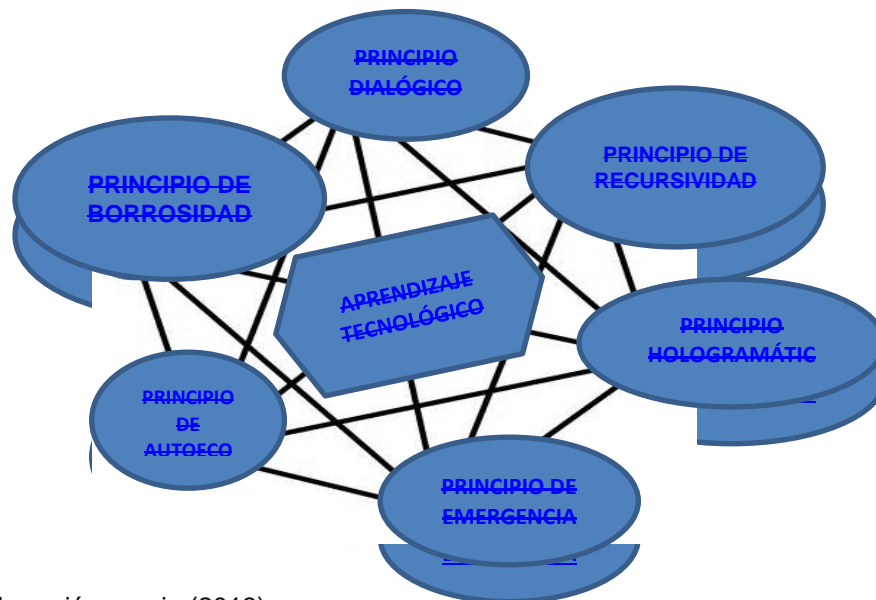 PRINCIPIO
DIALÓGICO
PRINCIPIO DE
RECURSIVIDAD
PRINCIPIO DE
BORROSIDAD
APRENDIZAJE
TECNOLÓGICO
PRINCIPIO
HOLOGRAMÁTIC
PRINCIPIO
DE
AUTOECO
PRINCIPIO DE
EMERGENCIA